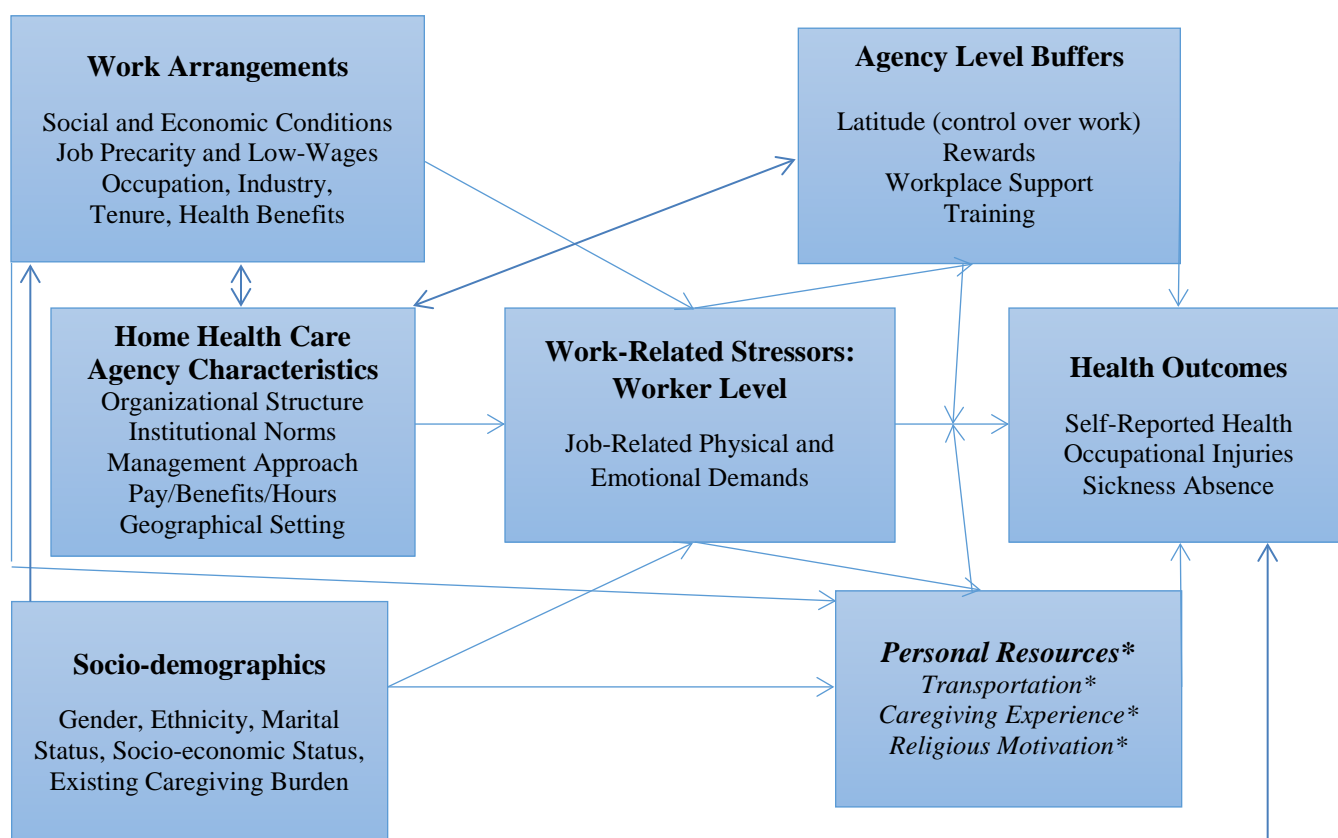 Work Arrangements
Social and Economic Conditions
Job Precarity and Low-Wages
Occupation, Industry,
Tenure, Health Benefits
Agency Level Buffers
Latitude (control over work)
Rewards
Workplace Support
Training
Home Health Care
Agency Characteristics
Organizational Structure
Institutional Norms
Management Approach
Pay/Benefits/Hours
Geographical Setting
Work-Related Stressors:
Worker Level
Job-Related Physical and
Emotional Demands
Health Outcomes
Self-Reported Health
Occupational Injuries
Sickness Absence
Socio-demographics
Gender, Ethnicity, Marital
Status, Socio-economic Status,
Existing Caregiving Burden
Personal Resources*
Transportation*
Caregiving Experience*
Religious Motivation*